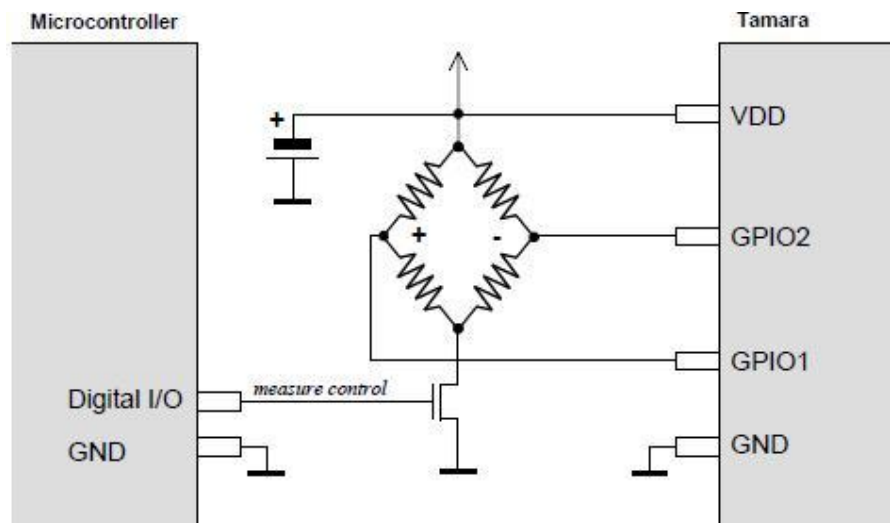 Microcontroller
Tamara
+
VDD
+
-
GPIO2
GPIO1
Digital I/O
measure control
GND
GND